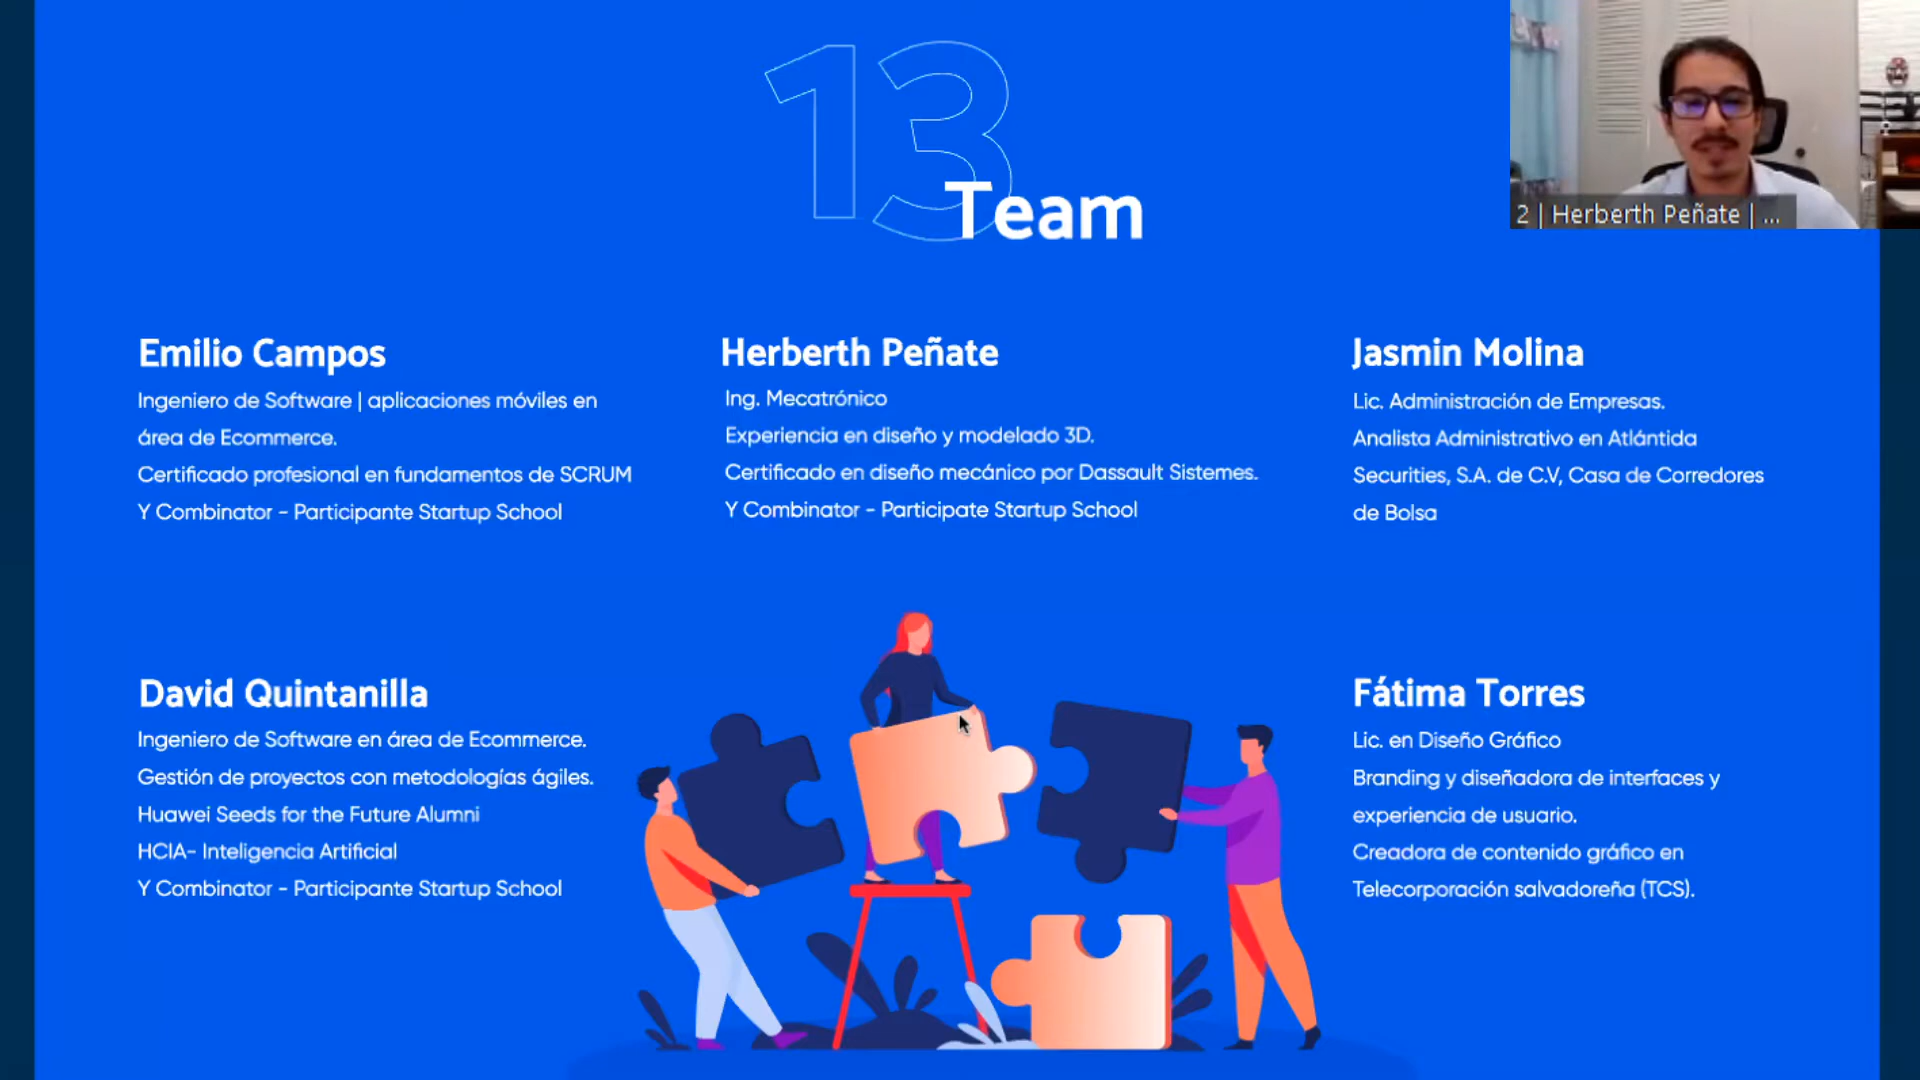 13
Team
2 | Herberth Peñate | ...
Emilio Campos
Ingeniero de Software | aplicaciones móviles en
área de Ecommerce.
Certificado profesional en fundamentos de SCRUM
Y Combinator - Participante Startup School
Herberth Peñate
Ing. Mecatrónico
Experiencia en diseño y modelado 3D.
Certificado en diseño mecánico por Dassault Sistemes.
Y Combinator - Participate Startup School
Jasmin Molina
Lic. Administración de Empresas.
Analista Administrativo en Atlántida
Securities, S.A. de C.V, Casa de Corredores
de Bolsa
David Quintanilla
Ingeniero de Software en área de Ecommerce.
Gestión de proyectos con metodologías ágiles.
Huawei Seeds for the Future Alumni
HCIA- Inteligencia Artificial
Y Combinator - Participante Startup School
Fátima Torres
Lic. en Diseño Gráfico
Branding y diseñadora de interfaces y
experiencia de usuario.
Creadora de contenido gráfico en
Telecorporación salvadoreña (TCS).